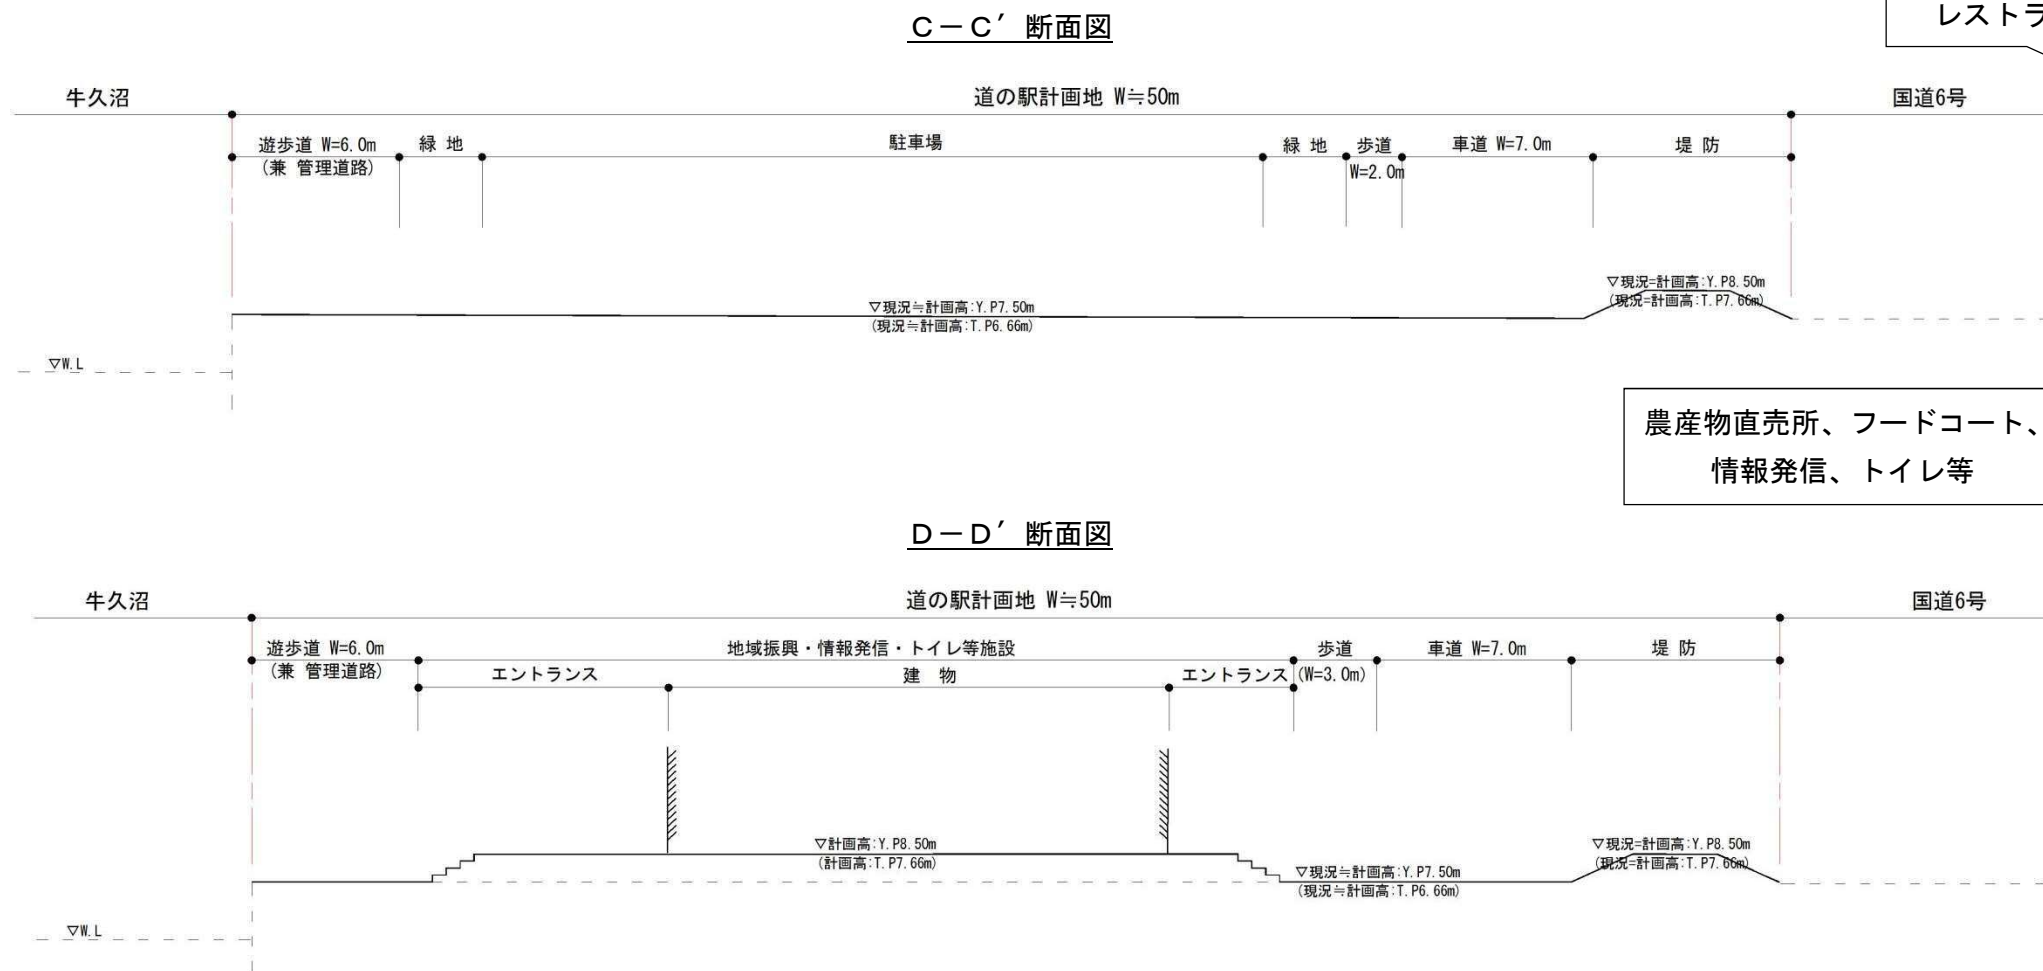 レストラ
C－C′ 断面図
牛久沼
道の駅計画地 W≒50m
国道6号
遊歩道 W=6.0m
(兼 管理道路)
緑 地
駐車場
緑 地
歩道
W=2.0m
車道 W=7.0m
堤 防
▽現況=計画高:Y.P8.50m
(現況=計画高:T.P7.66m)
▽現況≒計画高:Y.P7.50m
(現況≒計画高:T.P6.66m)
▽W.L
農産物直売所、フードコート、
情報発信、トイレ等
D－D′ 断面図
牛久沼
道の駅計画地 W≒50m
国道6号
遊歩道 W=6.0m
(兼 管理道路)
地域振興・情報発信・トイレ等施設
歩道
(W=3.0m)
車道 W=7.0m
堤 防
エントランス
建 物
エントランス
▽計画高:Y.P8.50m
(計画高:T.P7.66m)
▽現況=計画高:Y.P8.50m
(現況=計画高:T.P7.66m)
▽現況≒計画高:Y.P7.50m
(現況≒計画高:T.P6.66m)
▽W.L